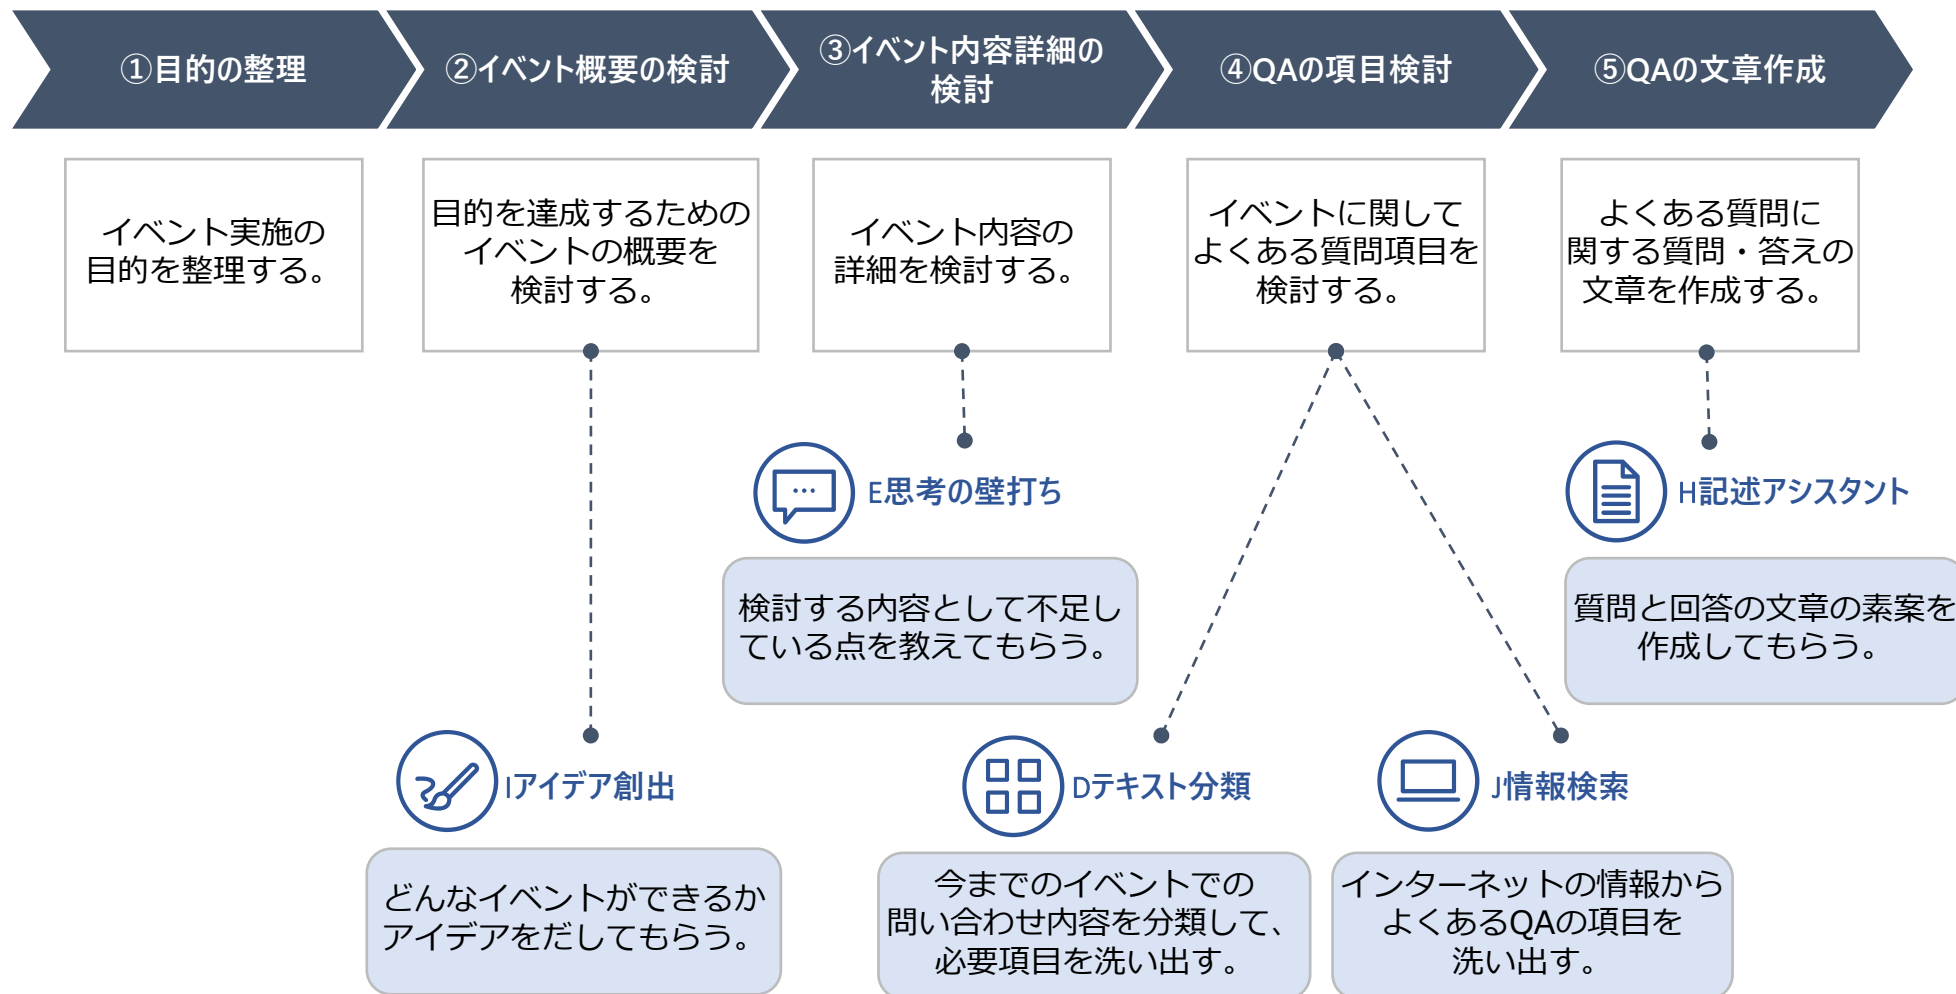 ①目的の整理
②イベント概要の検討
③イベント内容詳細の
検討
④QAの項目検討
⑤QAの文章作成
イベント実施の
目的を整理する。
目的を達成するための
イベントの概要を
検討する。
イベント内容の
詳細を検討する。
イベントに関して
よくある質問項目を
検討する。
よくある質問に
関する質問・答えの
文章を作成する。
E思考の壁打ち
検討する内容として不足し
ている点を教えてもらう。
H記述アシスタント
質問と回答の文章の素案を
作成してもらう。
Iアイデア創出
どんなイベントができるか
アイデアをだしてもらう。
Dテキスト分類
今までのイベントでの
問い合わせ内容を分類して、
必要項目を洗い出す。
J情報検索
インターネットの情報から
よくあるQAの項目を
洗い出す。